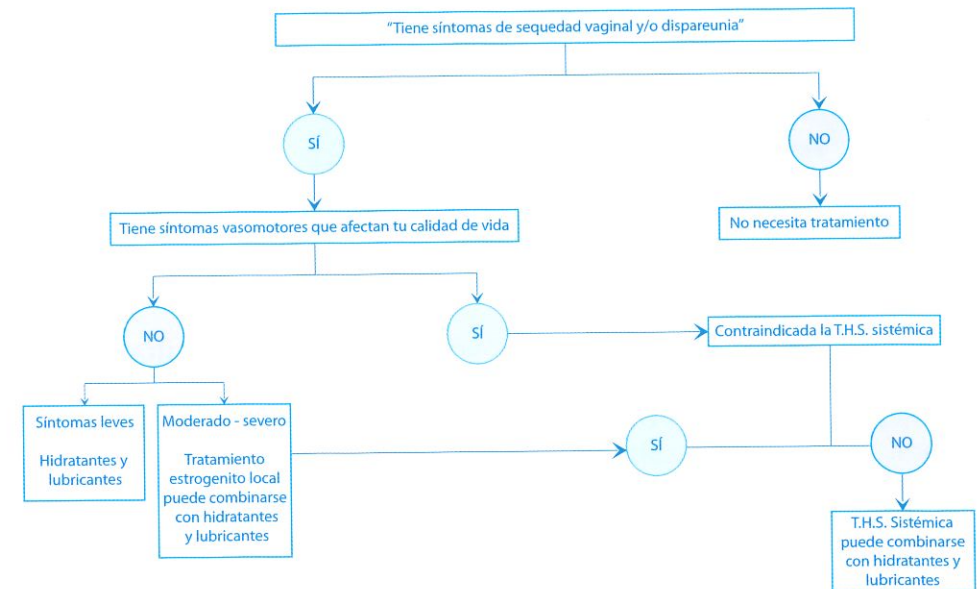 "Tiene síntomas de sequedad vaginal y/o dispareunia"
SÍ
NO
Tiene síntomas vasomotores que afectan tu calidad de vida
No necesita tratamiento
NO
SÍ
Contraindicada la T.H.S. sistémica
Síntomas leves
Hidratantes y
lubricantes
Moderado - severo
Tratamiento
estrogenito local
puede combinarse
con hidratantes
y lubricantes
SÍ
NO
T.H.S. Sistémica
puede combinarse
con hidratantes y
lubricantes